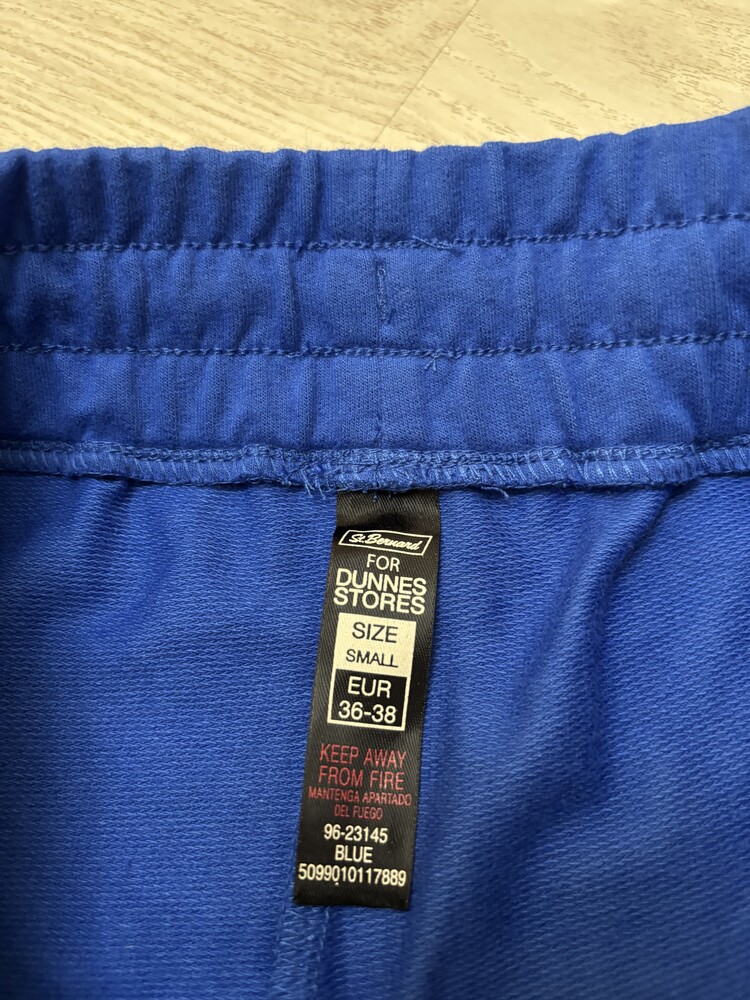 St. Bernard
FOR
DUNNES
STORES
SIZE
SMALL
EUR
36-38
KEEP AWAY
FROM FIRE
MANTENGA APARTADO
DEL FUEGO
96-23145
BLUE
5099010117889